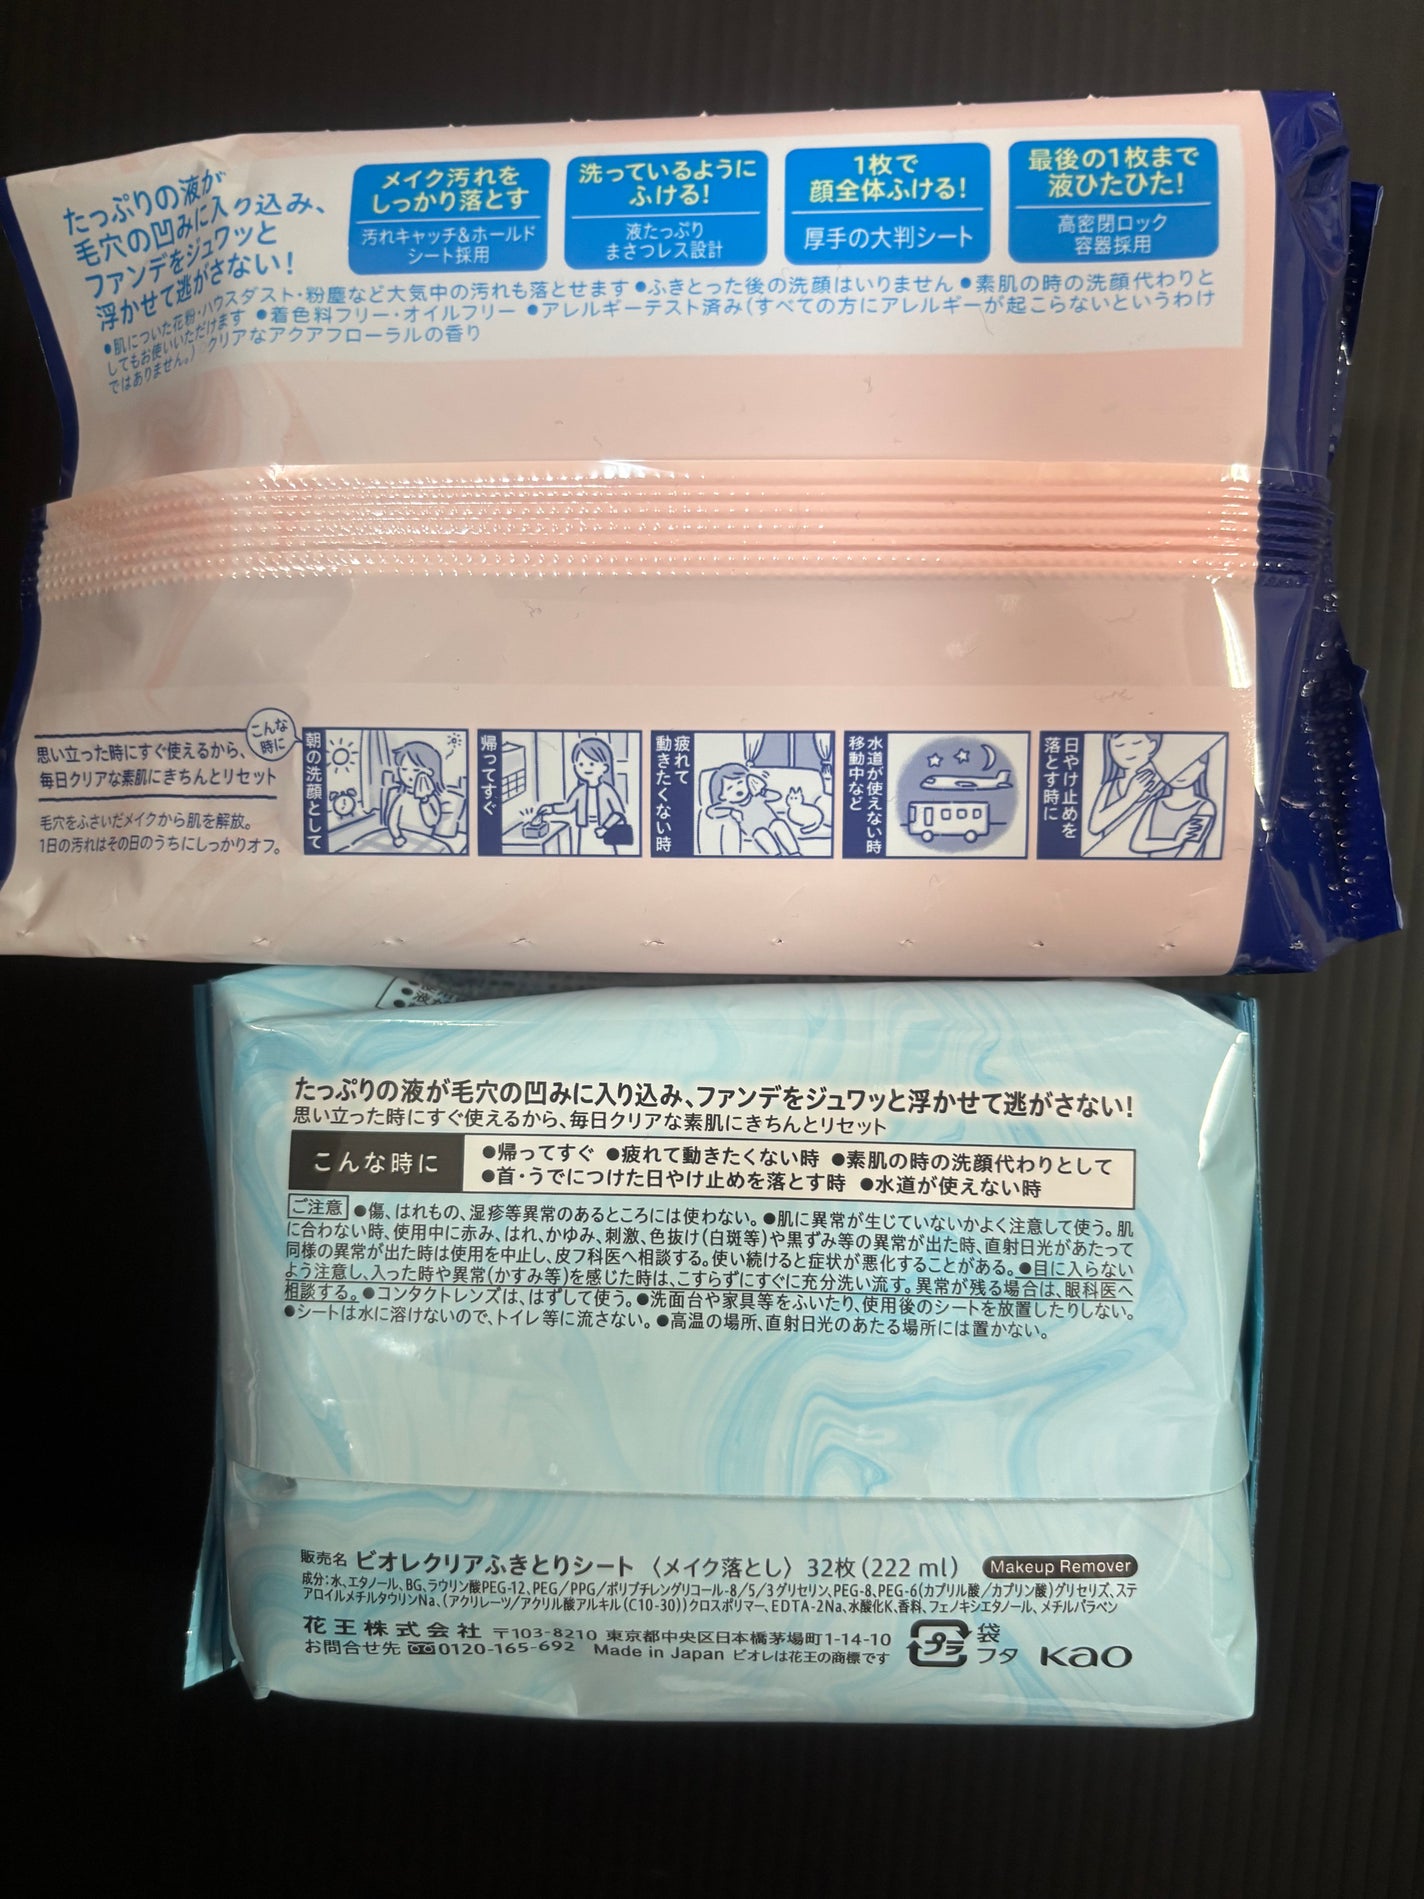 たっぷりの液が
毛穴の凹みに入り込み、
ファンデをジュワッと
浮かせて逃がさない!
メイク汚れを
しっかり落とす
汚れキャッチ&ホールド
シート採用
洗っているように
ふける!
液たっぷり
まさつレス設計
1枚で
顔全体ふける!
厚手の大判シート
最後の1枚まで
液ひたひた!
高密閉ロック
容器採用
●肌についた花粉・ハウスダスト・粉塵など大気中の汚れも落とせます ●ふきとった後の洗顔はいりません ●素肌の時の洗顔代わりと
してもお使いいただけます ●着色料フリー・オイルフリー ●アレルギーテスト済み(すべての方にアレルギーが起こらないというわけ
ではありません。) クリアなアクアフローラルの香り
思い立った時にすぐ使えるから、
毎日クリアな素肌にきちんとリセット
毛穴をふさいだメイクから肌を解放。
1日の汚れはその日のうちにしっかりオフ。
こんな
時に
朝の洗顔として
帰ってすぐ
疲れて
動きたくない時
水道が使えない時
移動中など
日やけ止めを
落とす時に
たっぷりの液が毛穴の凹みに入り込み、ファンデをジュワッと浮かせて逃がさない!
思い立った時にすぐ使えるから、毎日クリアな素肌にきちんとリセット
こんな時に
●帰ってすぐ ●疲れて動きたくない時 ●素肌の時の洗顔代わりとして
●首・うでにつけた日やけ止めを落とす時 ●水道が使えない時
ご注意 ●傷、はれもの、湿疹等異常のあるところには使わない。●肌に異常が生じていないかよく注意して使う。肌
に合わない時、使用中に赤み、はれ、かゆみ、刺激、色抜け(白斑等)や黒ずみ等の異常が出た時、直射日光があたって
同様の異常が出た時は使用を中止し、皮フ科医へ相談する。使い続けると症状が悪化することがある。●目に入らない
よう注意し、入った時や異常(かすみ等)を感じた時は、こすらずにすぐに充分洗い流す。異常が残る場合は、眼科医へ
相談する。●コンタクトレンズは、はずして使う。●洗面台や家具等をふいたり、使用後のシートを放置したりしない。
●シートは水に溶けないので、トイレ等に流さない。●高温の場所、直射日光のあたる場所には置かない。
販売名 ビオレクリアふきとりシート 〈メイク落とし〉 32枚(222 ml) Makeup Remover
成分:水、エタノール、BG、ラウリン酸PEG-12、PEG/PPG/ポリブチレングリコール-8/5/3グリセリン、PEG-8、PEG-6(カプリル酸/カプリン酸)グリセリズ、ステ
アロイルメチルタウリンNa、(アクリレーツ/アクリル酸アルキル(C10-30))クロスポリマー、EDTA-2Na、水酸化K、香料、フェノキシエタノール、メチルパラベン
花王株式会社 〒103-8210 東京都中央区日本橋茅場町1-14-10
お問合せ先 0120-165-692 Made in Japan ビオレは花王の商標です
プラ
袋
フタ
Kao